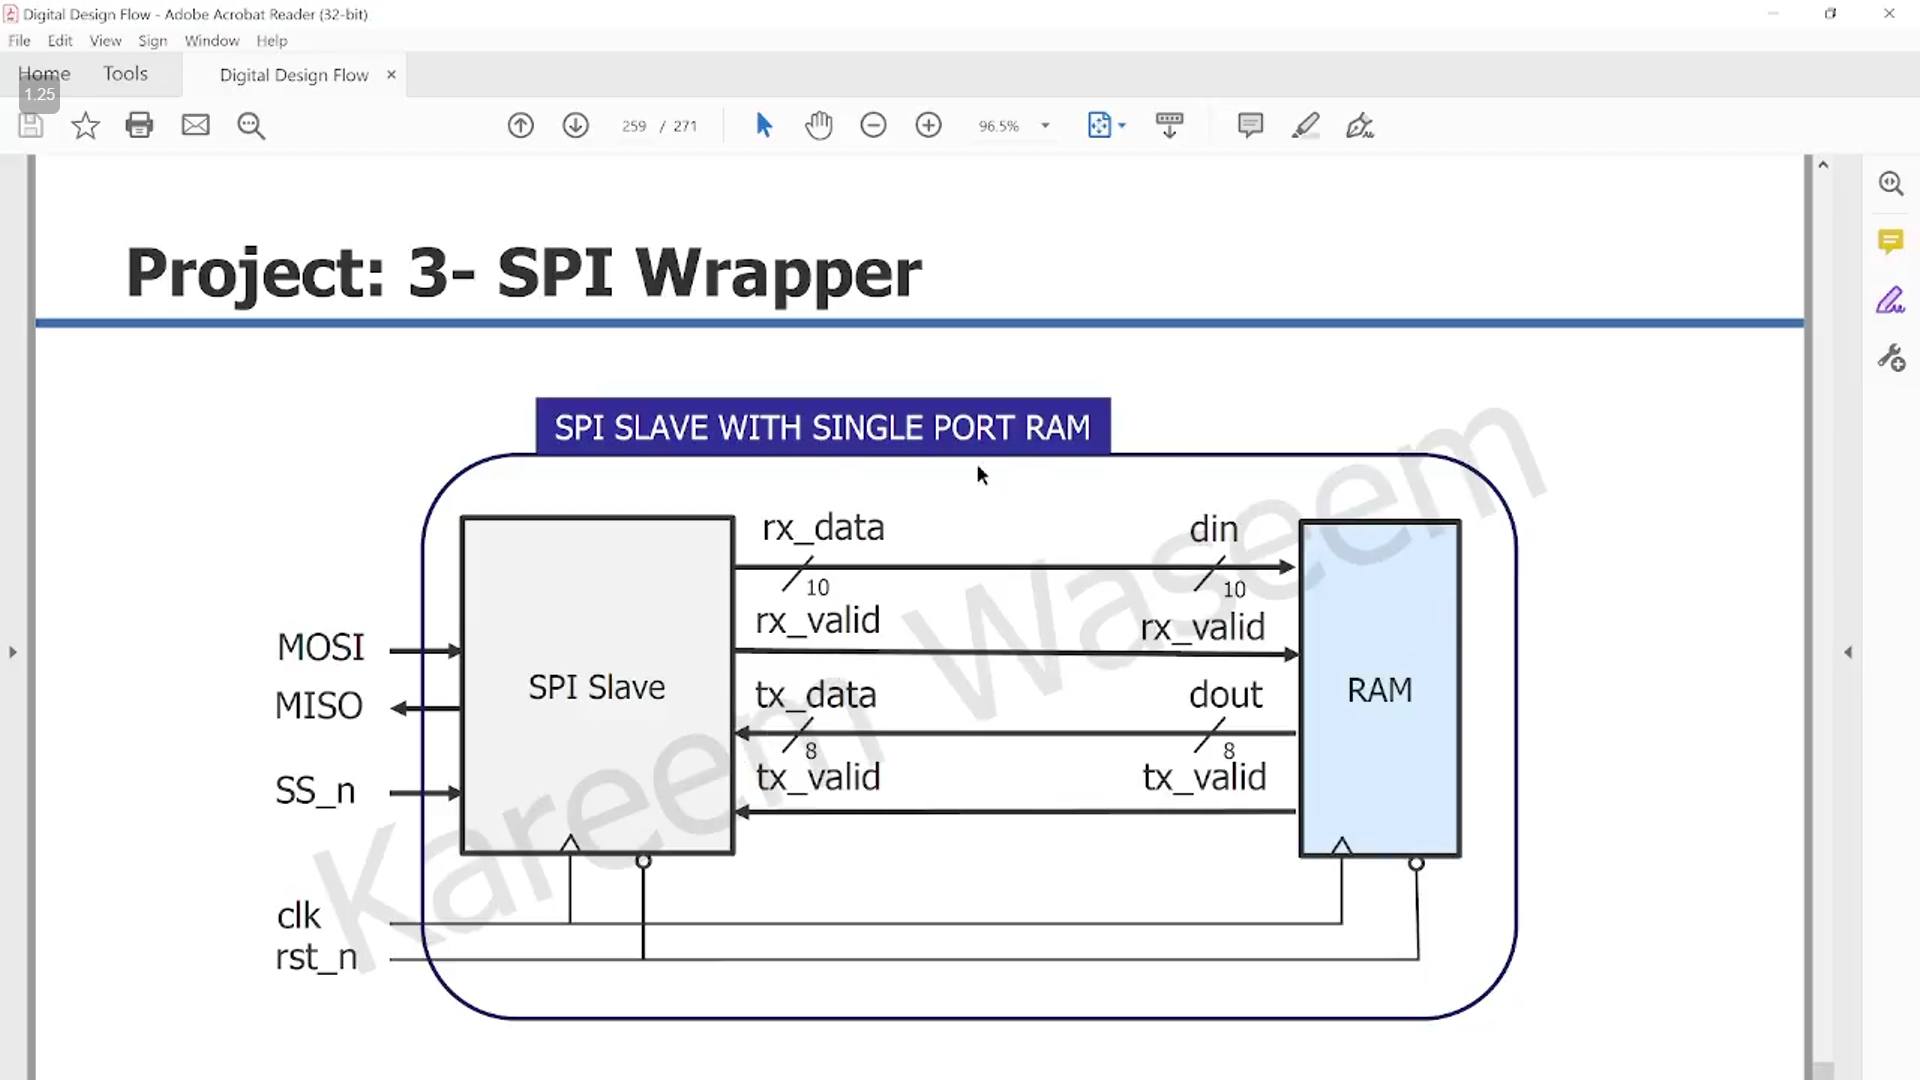 Digital Design Flow - Adobe Acrobat Reader (32-bit)
File Edit View Sign Window Help
Home Tools Digital Design Flow ×
1.25
259 / 271 96.5%
Project: 3- SPI Wrapper
SPI SLAVE WITH SINGLE PORT RAM
rx_data din
10 10
rx_valid rx_valid
MOSI
SPI Slave
RAM
MISO
tx_data dout
8 8
tx_valid tx_valid
SS_n
clk
rst_n
Kareem Waseem